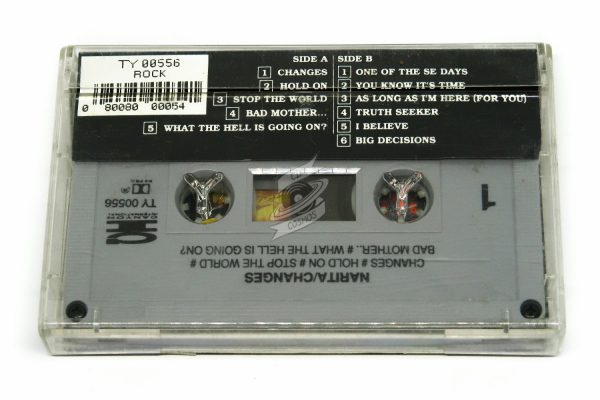 TY 00556
ROCK
0 80080 00054
SIDE A
1 CHANGES
2 HOLD ON
3 STOP THE WORLD
4 BAD MOTHER...
5 WHAT THE HELL IS GOING ON?
SIDE B
1 ONE OF THE SE DAYS
2 YOU KNOW IT'S TIME
3 AS LONG AS I'M HERE (FOR YOU)
4 TRUTH SEEKER
5 I BELIEVE
6 BIG DECISIONS
1
NARITA/CHANGES
CHANGES # HOLD ON # STOP THE WORLD #
BAD MOTHER.. # WHAT THE HELL IS GOING ON?
TY 00556
CANYON
COSMOS